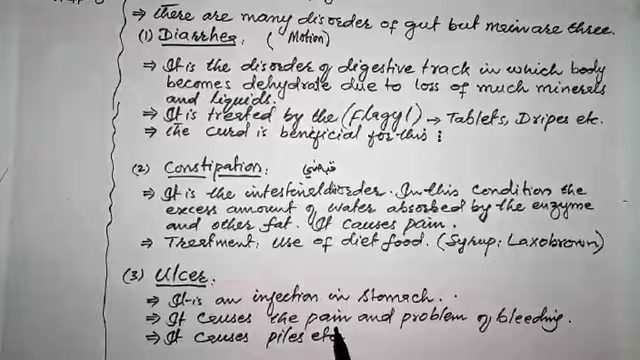 ⇒ There are many disorder of gut but mein are three.
(1) Diarrhea, ( Motion)
⇒ It is the disorder of digestive track in which body
becomes dehydrate due to loss of much minerals
and liquids.
⇒ It is treated by the (Flagyl) → Tablets, Dripes etc.
⇒ The curd is beneficial for this :
(2) Constipation: قبض
⇒ It is the intestinel disorder. In this condition the
excess amount of water absorbed by the enzyme
and other fat. It causes pain.
⇒ Treatment: Use of diet food. (Syrup: Laxobrown)
(3) Ulcer.
⇒ It is an injection in stomach.
⇒ It causes the pain and problem of bleeding.
⇒ It causes piles etc